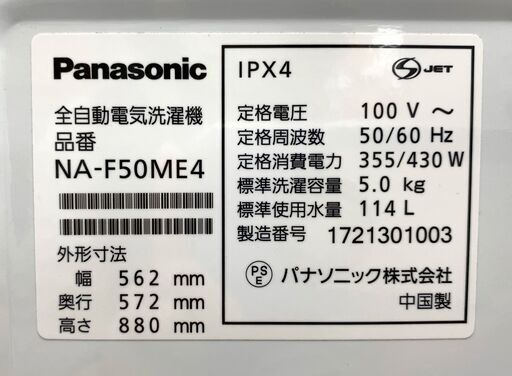 Panasonic
全自動電気洗濯機
品番
NA-F50ME4
外形寸法
幅 562 mm
奥行 572 mm
高さ 880 mm
IPX4
S JET
定格電圧 100 V ～
定格周波数 50/60 Hz
定格消費電力 355/430 W
標準洗濯容量 5.0 kg
標準使用水量 114 L
製造番号 1721301003
PSE パナソニック株式会社
中国製